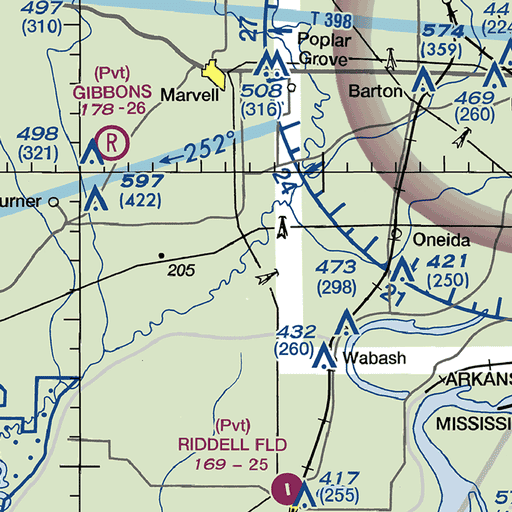 497
(310)
27
T 398
574
(359)
(Pvt)
GIBBONS
178 - 26
Marvell
Poplar
Grove
508
(316)
Barton
469
(260)
498
(321)
R
252°
597
(422)
24
urner
205
Oneida
473
(298)
421
(250)
21
432
(260)
Wabash
ARKANS
MISSISSI
(Pvt)
RIDDELL FLD
169 - 25
417
(255)